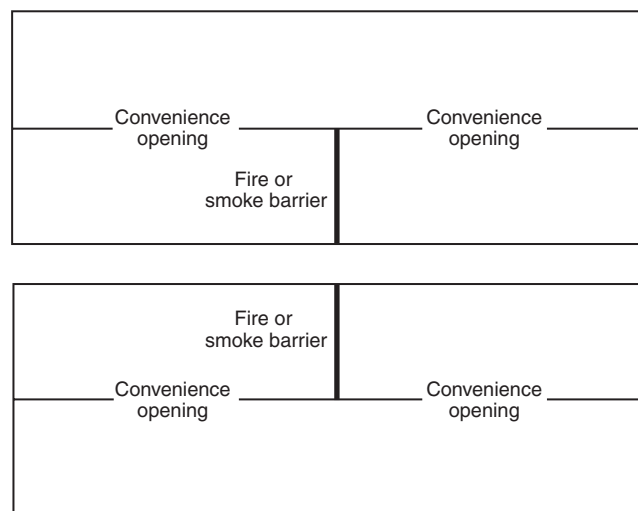 Convenience
opening
Convenience
opening
Fire or
smoke barrier
Fire or
smoke barrier
Convenience
opening
Convenience
opening